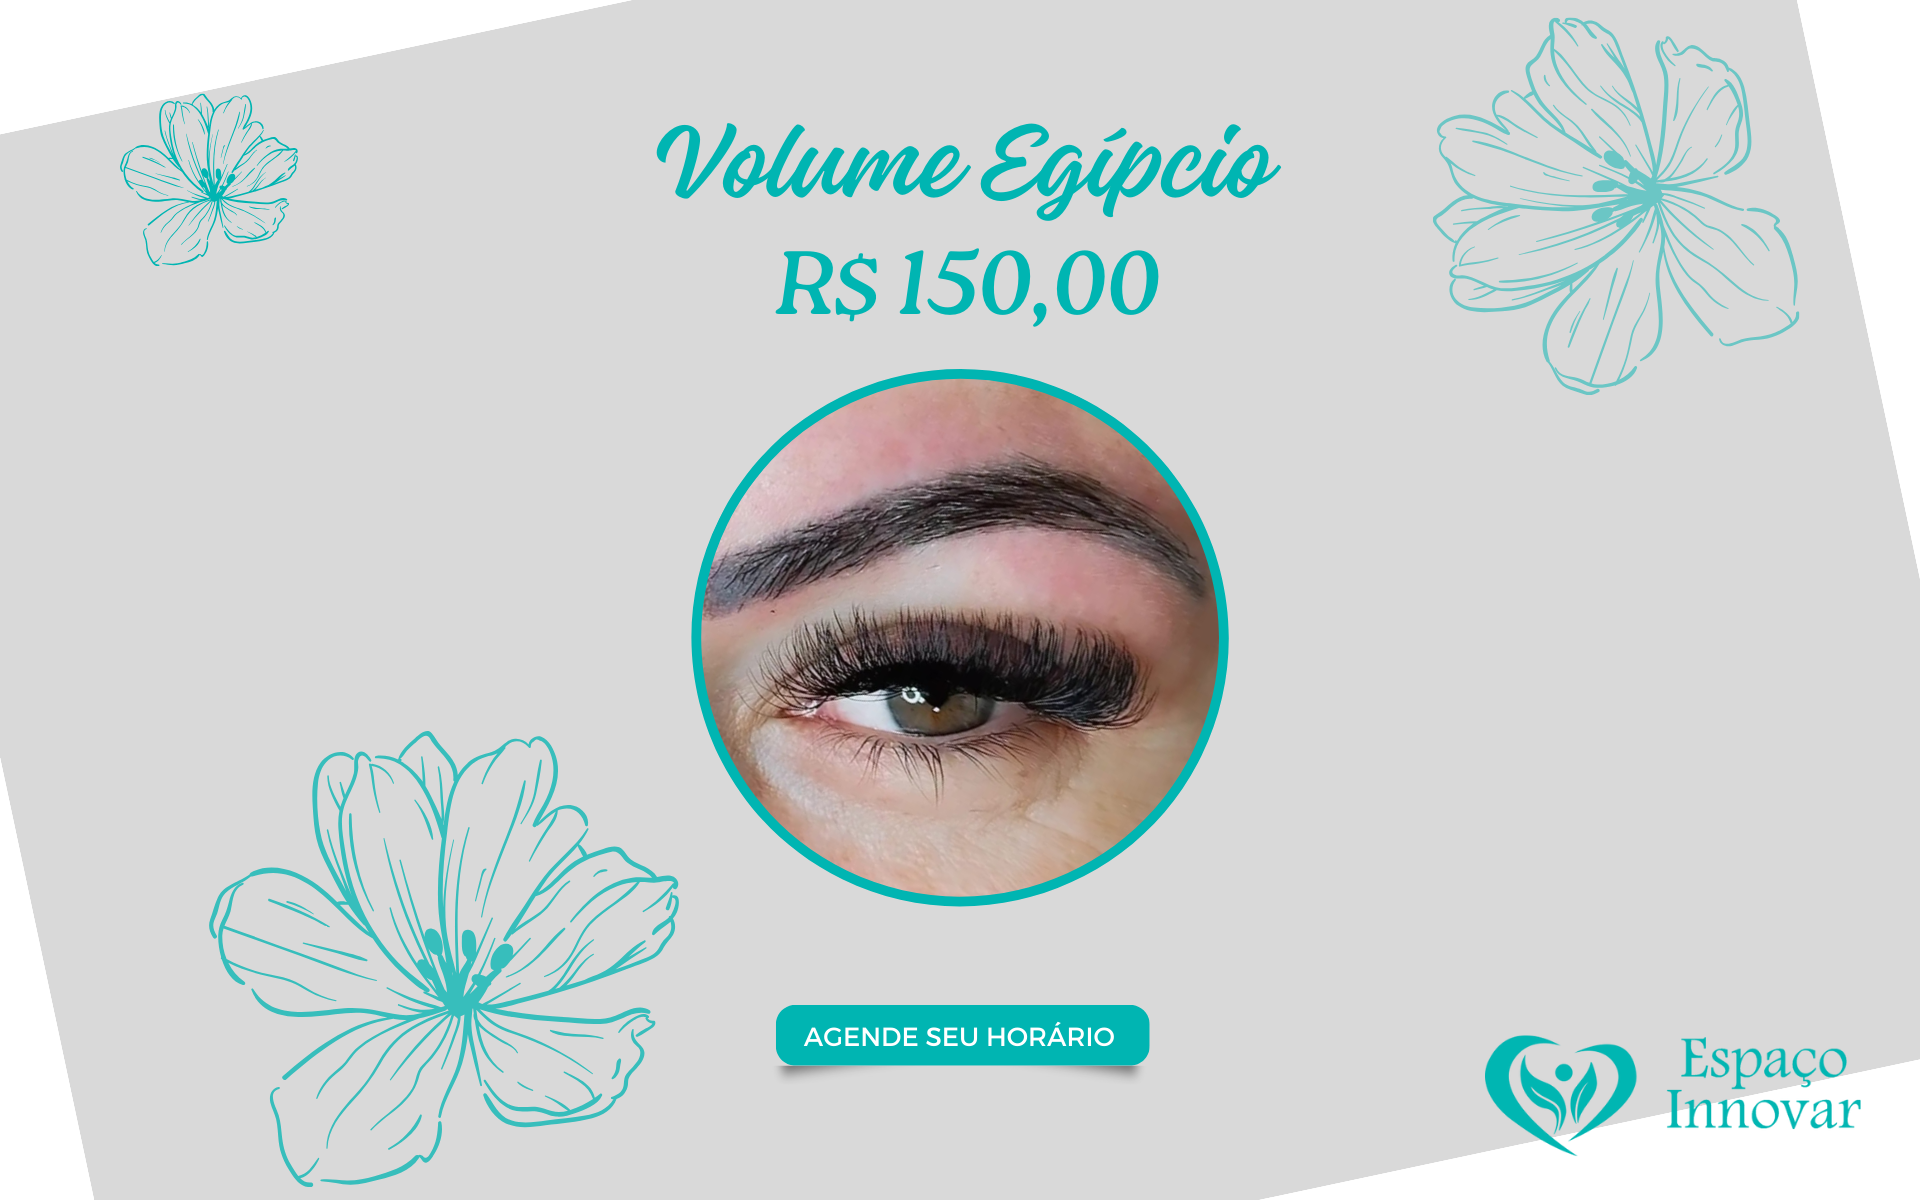 Volume Egípcio
R$ 150,00
AGENDE SEU HORÁRIO
Espaço
Innovar